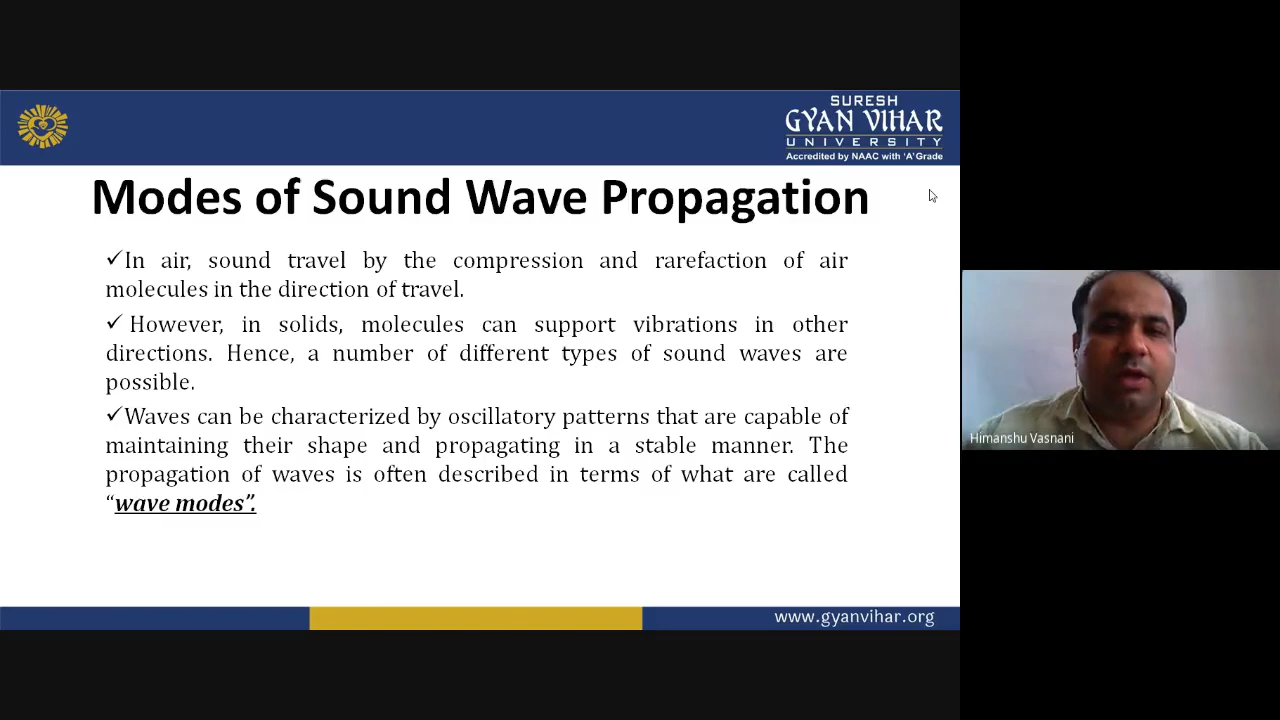 SURESH
GYAN VIHAR
UNIVERSITY
Accredited by NAAC with 'A' Grade
Modes of Sound Wave Propagation
✓In air, sound travel by the compression and rarefaction of air
molecules in the direction of travel.
✓ However, in solids, molecules can support vibrations in other
directions. Hence, a number of different types of sound waves are
possible.
✓Waves can be characterized by oscillatory patterns that are capable of
maintaining their shape and propagating in a stable manner. The
propagation of waves is often described in terms of what are called
“wave modes”.
Himanshu Vasnani
www.gyanvihar.org